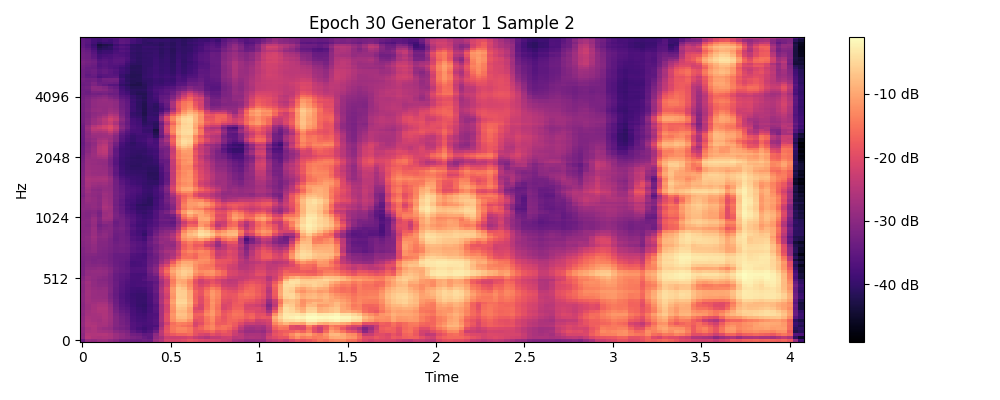 Epoch 30 Generator 1 Sample 2
Hz
4096
2048
1024
512
0
0 0.5 1 1.5 2 2.5 3 3.5 4
Time
-10 dB
-20 dB
-30 dB
-40 dB